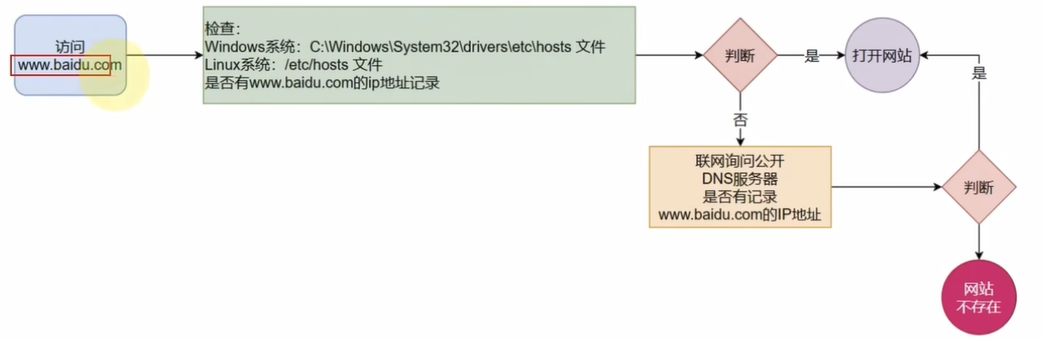 访问
www.baidu.com
检查：
Windows系统：C:\Windows\System32\drivers\etc\hosts 文件
Linux系统：/etc/hosts 文件
是否有www.baidu.com的ip地址记录
判断
是
打开网站
否
联网询问公开
DNS服务器
是否有记录
www.baidu.com的IP地址
判断
是
网站
不存在